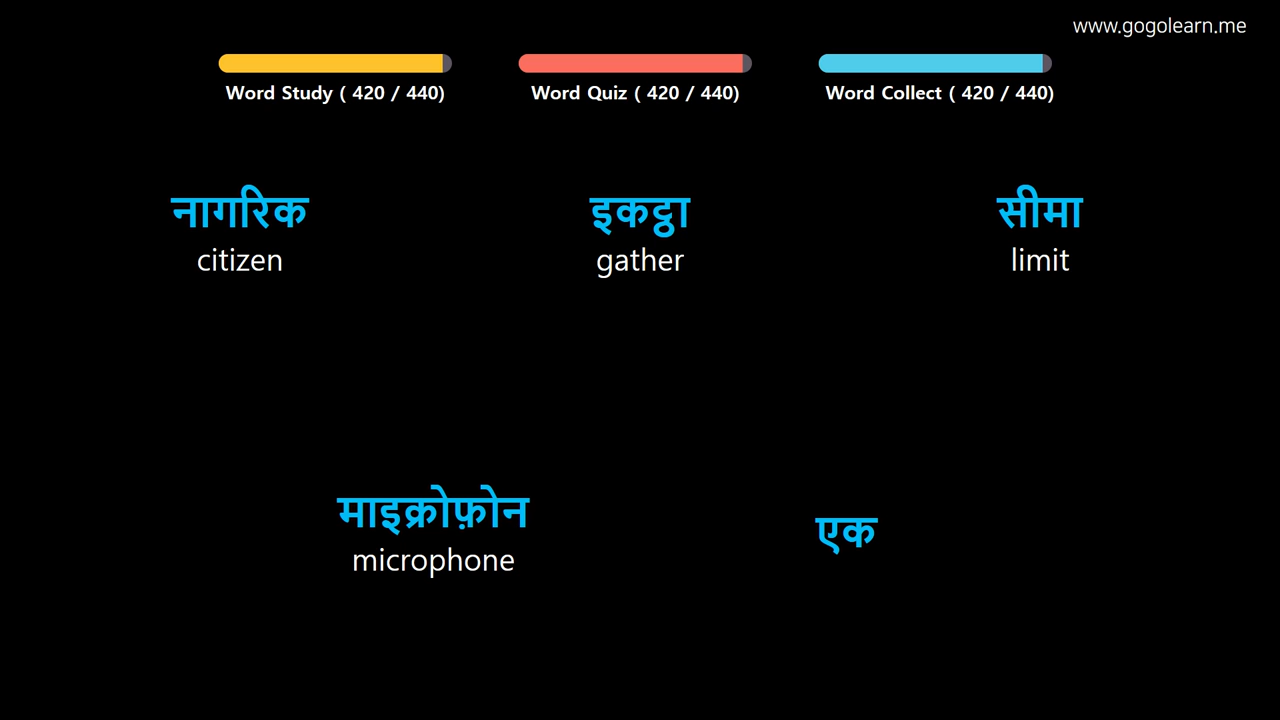 www.gogolearn.me
Word Study ( 420 / 440)
Word Quiz ( 420 / 440)
Word Collect ( 420 / 440)
नागरिक
citizen
इकट्ठा
gather
सीमा
limit
माइक्रोफ़ोन
microphone
एक